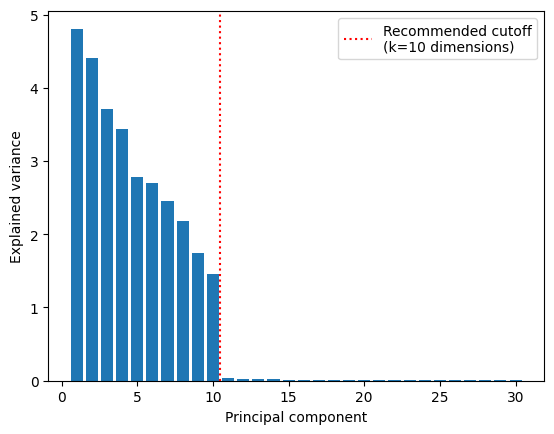 Recommended cutoff
(k=10 dimensions)
Explained variance
5
4
3
2
1
0
0 5 10 15 20 25 30
Principal component